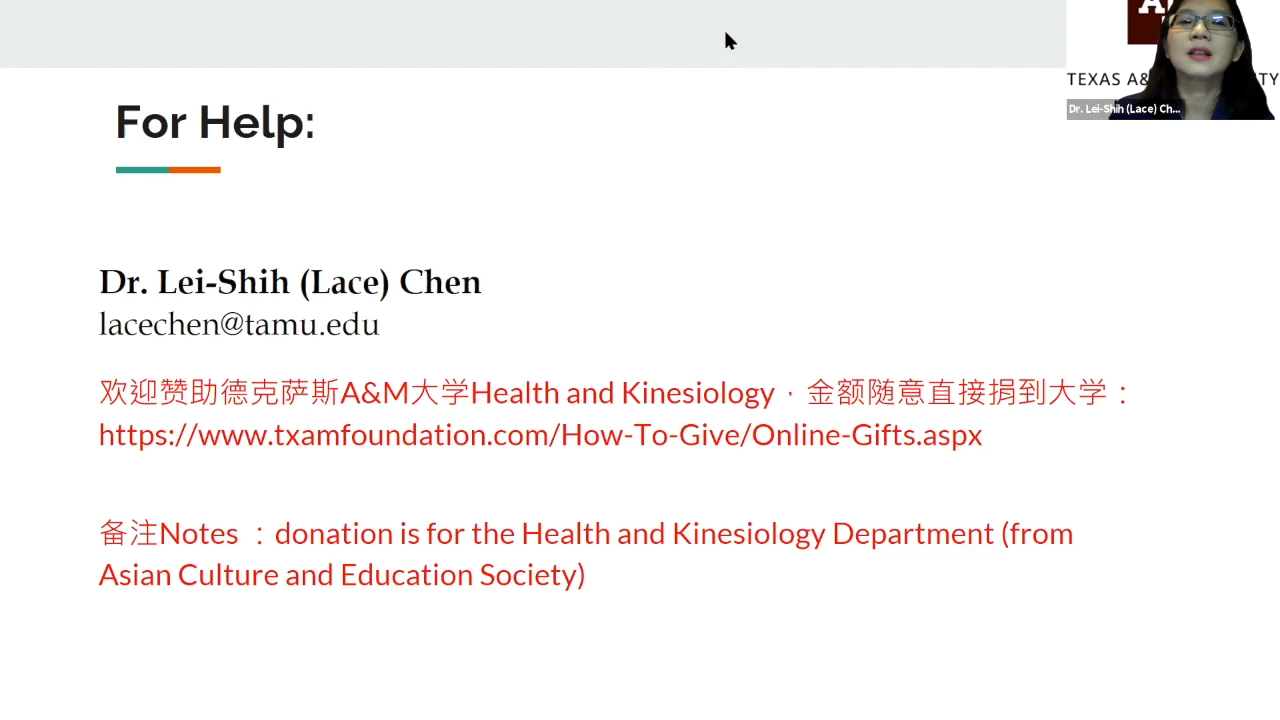 TEXAS A&
TY
Dr. Lei-Shih (Lace) Ch...
For Help:
Dr. Lei-Shih (Lace) Chen
lacechen@tamu.edu
欢迎赞助德克萨斯A&M大学Health and Kinesiology，金额随意直接捐到大学：
https://www.txamfoundation.com/How-To-Give/Online-Gifts.aspx
备注Notes ：donation is for the Health and Kinesiology Department (from
Asian Culture and Education Society)